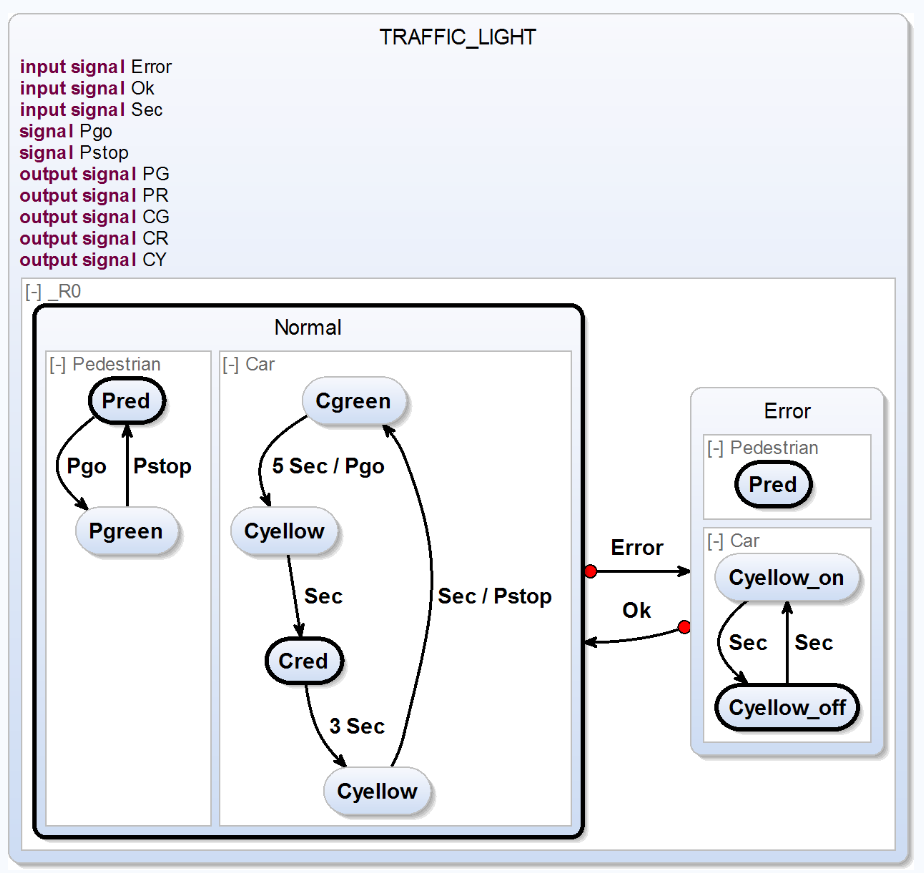 TRAFFIC_LIGHT
input signal Error
input signal Ok
input signal Sec
signal Pgo
signal Pstop
output signal PG
output signal PR
output signal CG
output signal CR
output signal CY
[-] _R0
Normal
[-] Pedestrian
Pred
Pgo
Pstop
Pgreen
[-] Car
Cgreen
5 Sec / Pgo
Cyellow
Sec
Sec / Pstop
Cred
3 Sec
Cyellow
Error
Ok
Error
[-] Pedestrian
Pred
[-] Car
Cyellow_on
Sec
Sec
Cyellow_off